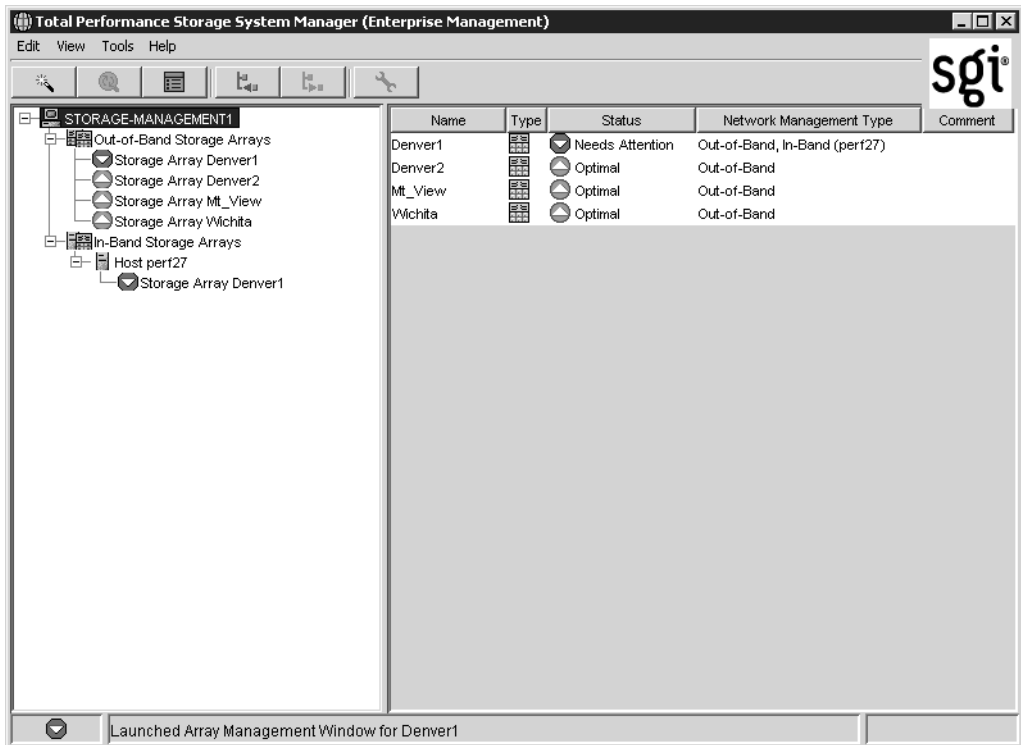 Total Performance Storage System Manager (Enterprise Management)
Edit View Tools Help
sgi®
STORAGE-MANAGEMENT1
Out-of-Band Storage Arrays
Storage Array Denver1
Storage Array Denver2
Storage Array Mt_View
Storage Array Wichita
In-Band Storage Arrays
Host perf27
Storage Array Denver1
Name Type Status Network Management Type Comment
Denver1 Needs Attention Out-of-Band, In-Band (perf27)
Denver2 Optimal Out-of-Band
Mt_View Optimal Out-of-Band
Wichita Optimal Out-of-Band
Launched Array Management Window for Denver1